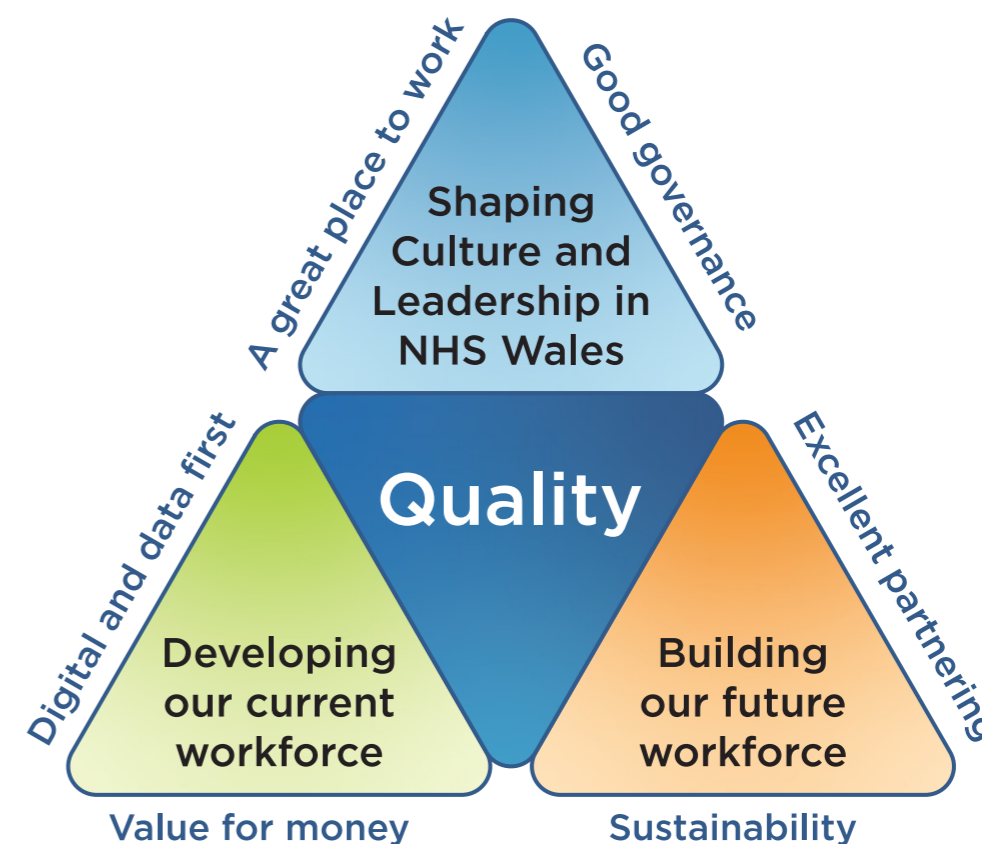 A great place to work
Good governance
Shaping
Culture and
Leadership in
NHS Wales
Digital and data first
Quality
Excellent partnering
Developing
our current
workforce
Building
our future
workforce
Value for money
Sustainability